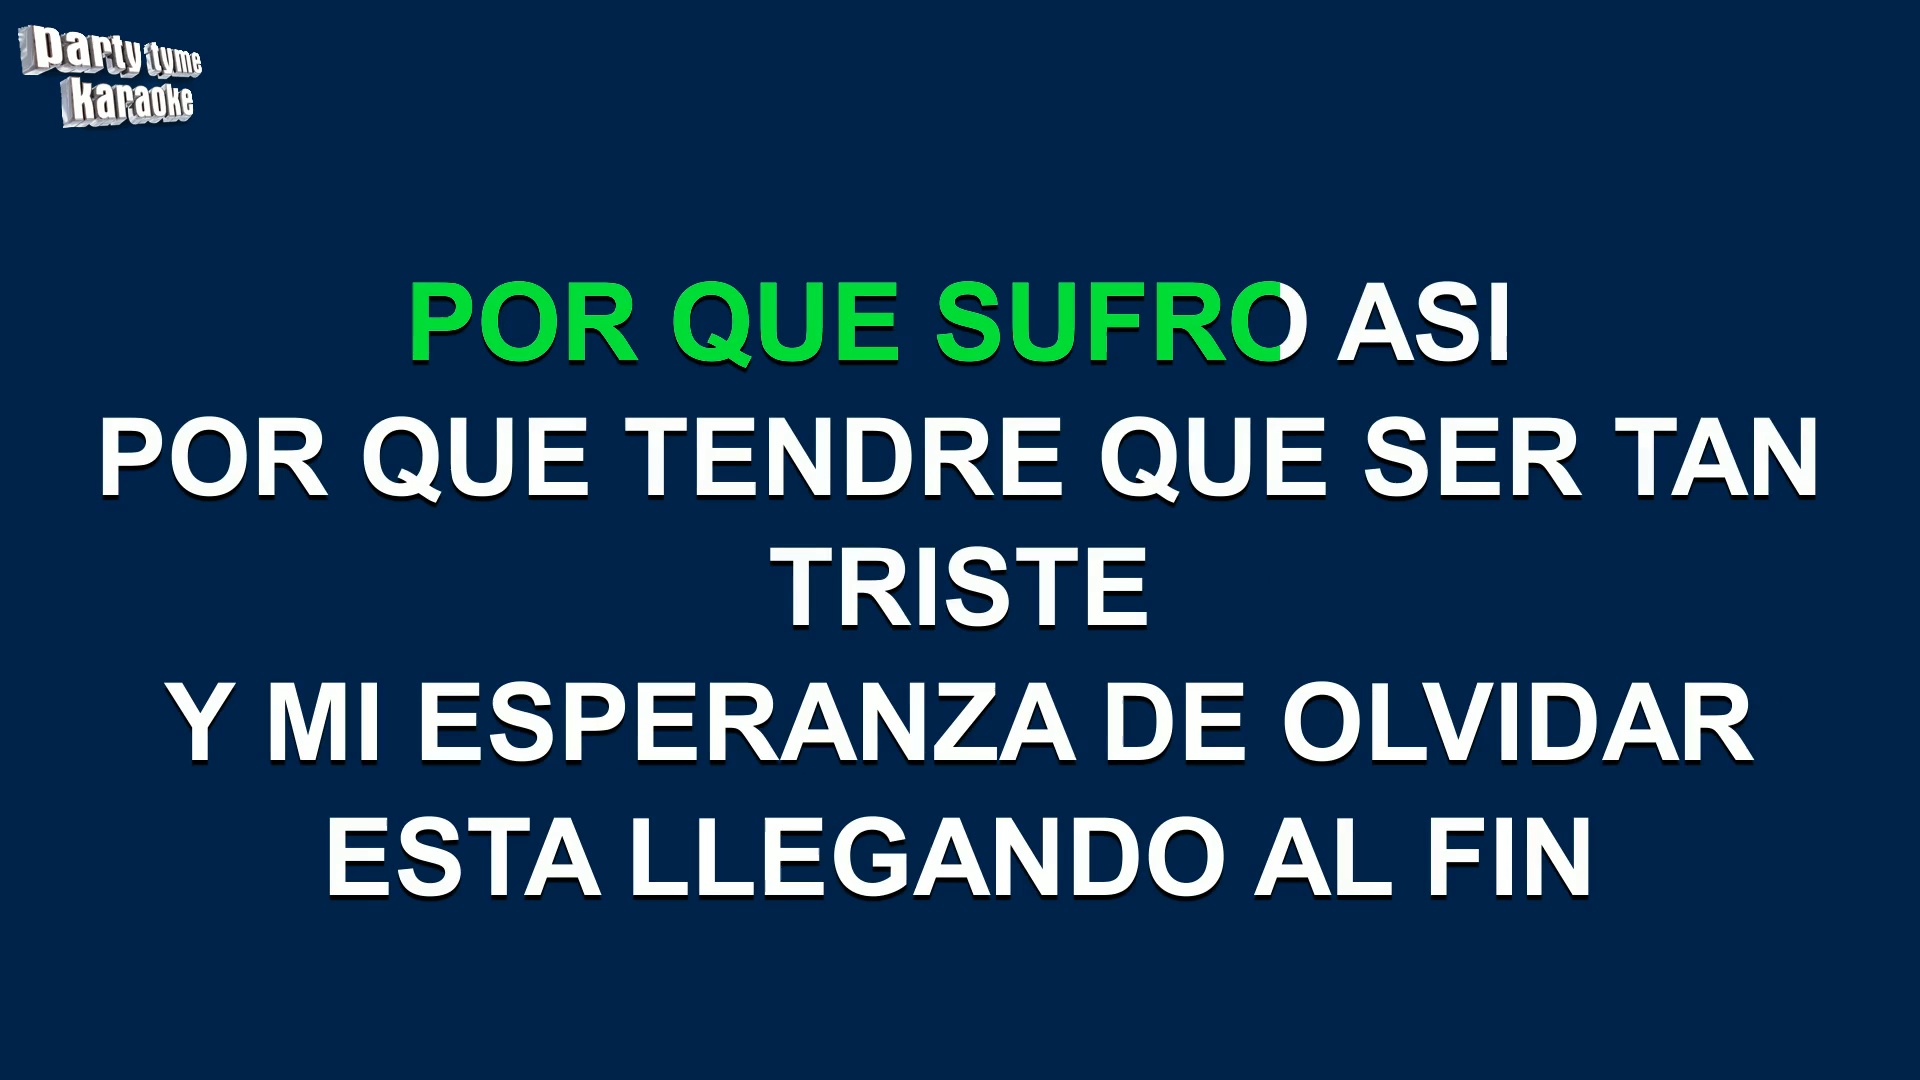 party tyme
karaoke
POR QUE SUFRO ASI
POR QUE TENDRE QUE SER TAN
TRISTE
Y MI ESPERANZA DE OLVIDAR
ESTA LLEGANDO AL FIN